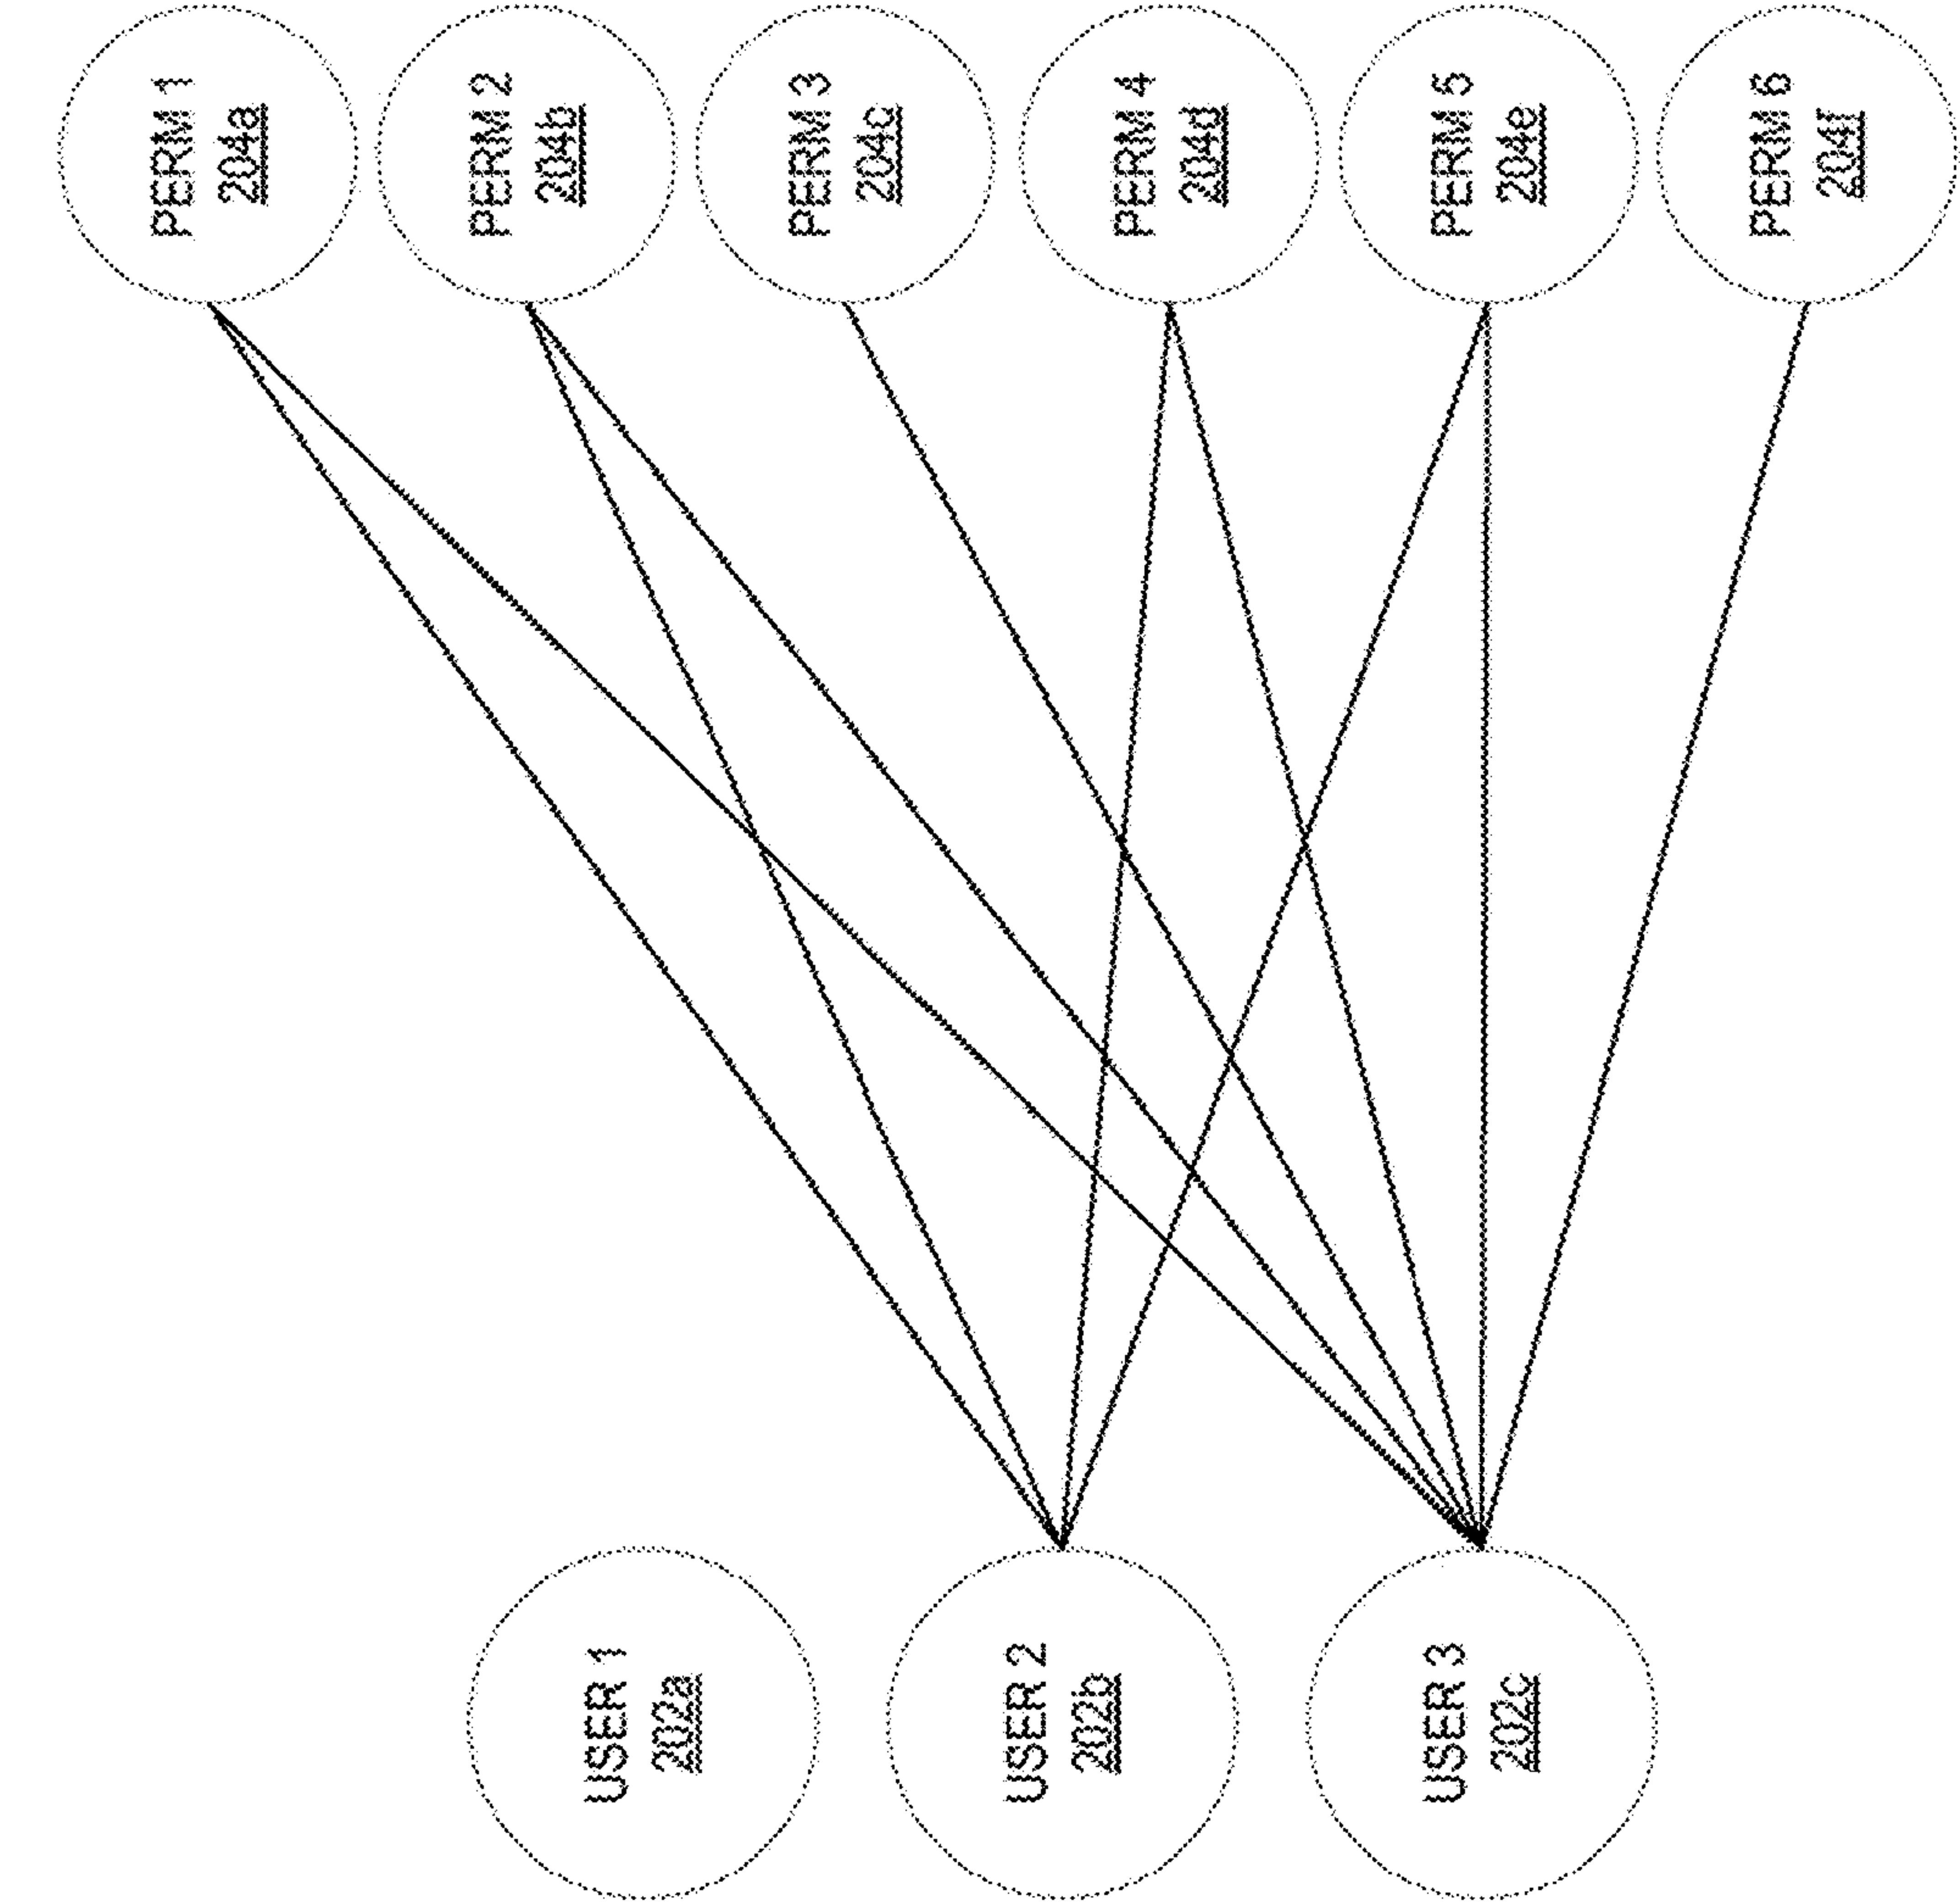 PERM 1
204a
PERM 2
204b
PERM 3
204c
PERM 4
204d
PERM 5
204e
PERM 6
204f
USER 1
202a
USER 2
202b
USER 3
202c